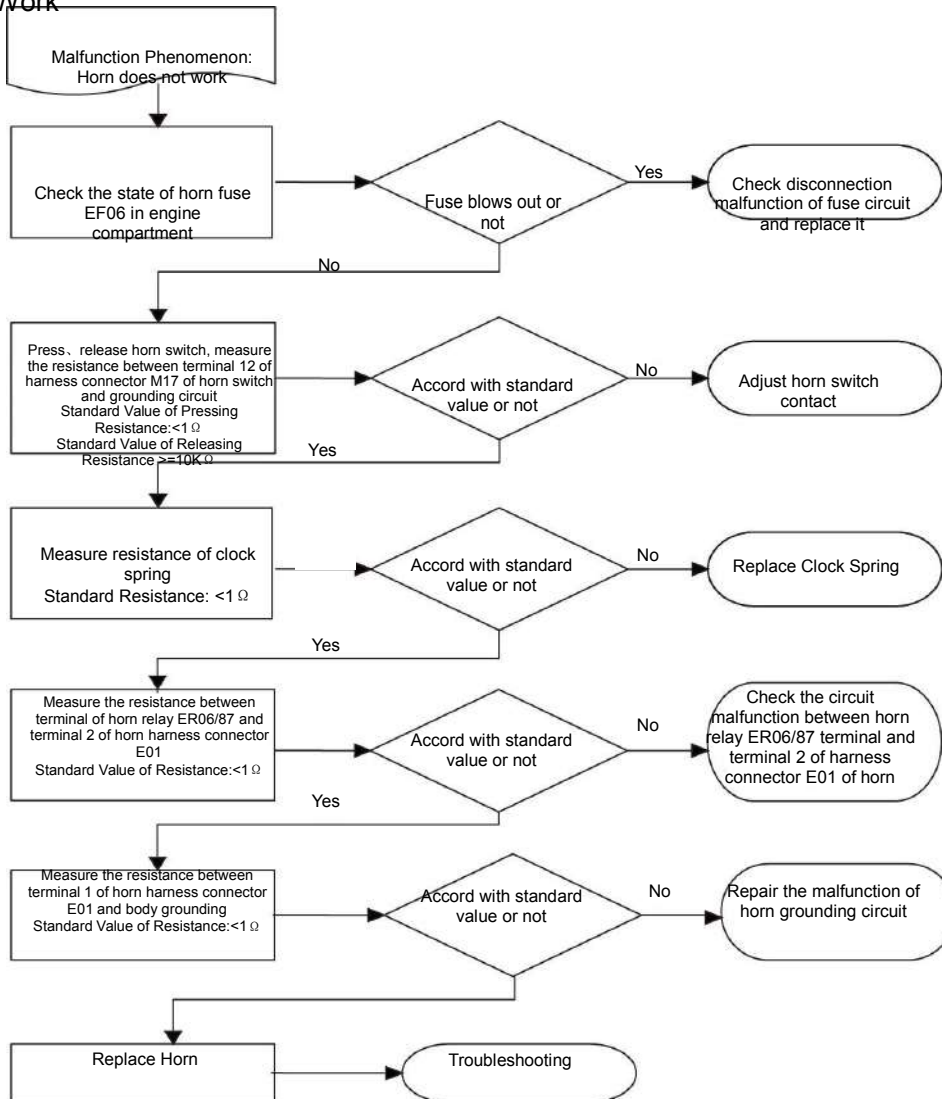 Malfunction Phenomenon:
Horn does not work
Check the state of horn fuse
EF06 in engine
compartment
Fuse blows out or
not
Yes
Check disconnection
malfunction of fuse circuit
and replace it
No
Press、release horn switch, measure
the resistance between terminal 12 of
harness connector M17 of horn switch
and grounding circuit
Standard Value of Pressing
Resistance:<1Ω
Standard Value of Releasing
Resistance >=10KΩ
Accord with standard
value or not
No
Adjust horn switch
contact
Yes
Measure resistance of clock
spring
Standard Resistance: <1Ω
Accord with standard
value or not
No
Replace Clock Spring
Yes
Measure the resistance between
terminal of horn relay ER06/87 and
terminal 2 of horn harness connector
E01
Standard Value of Resistance:<1Ω
Accord with standard
value or not
No
Check the circuit
malfunction between horn
relay ER06/87 terminal and
terminal 2 of harness
connector E01 of horn
Yes
Measure the resistance between
terminal 1 of horn harness connector
E01 and body grounding
Standard Value of Resistance:<1Ω
Accord with standard
value or not
No
Repair the malfunction of
horn grounding circuit
Replace Horn
Troubleshooting